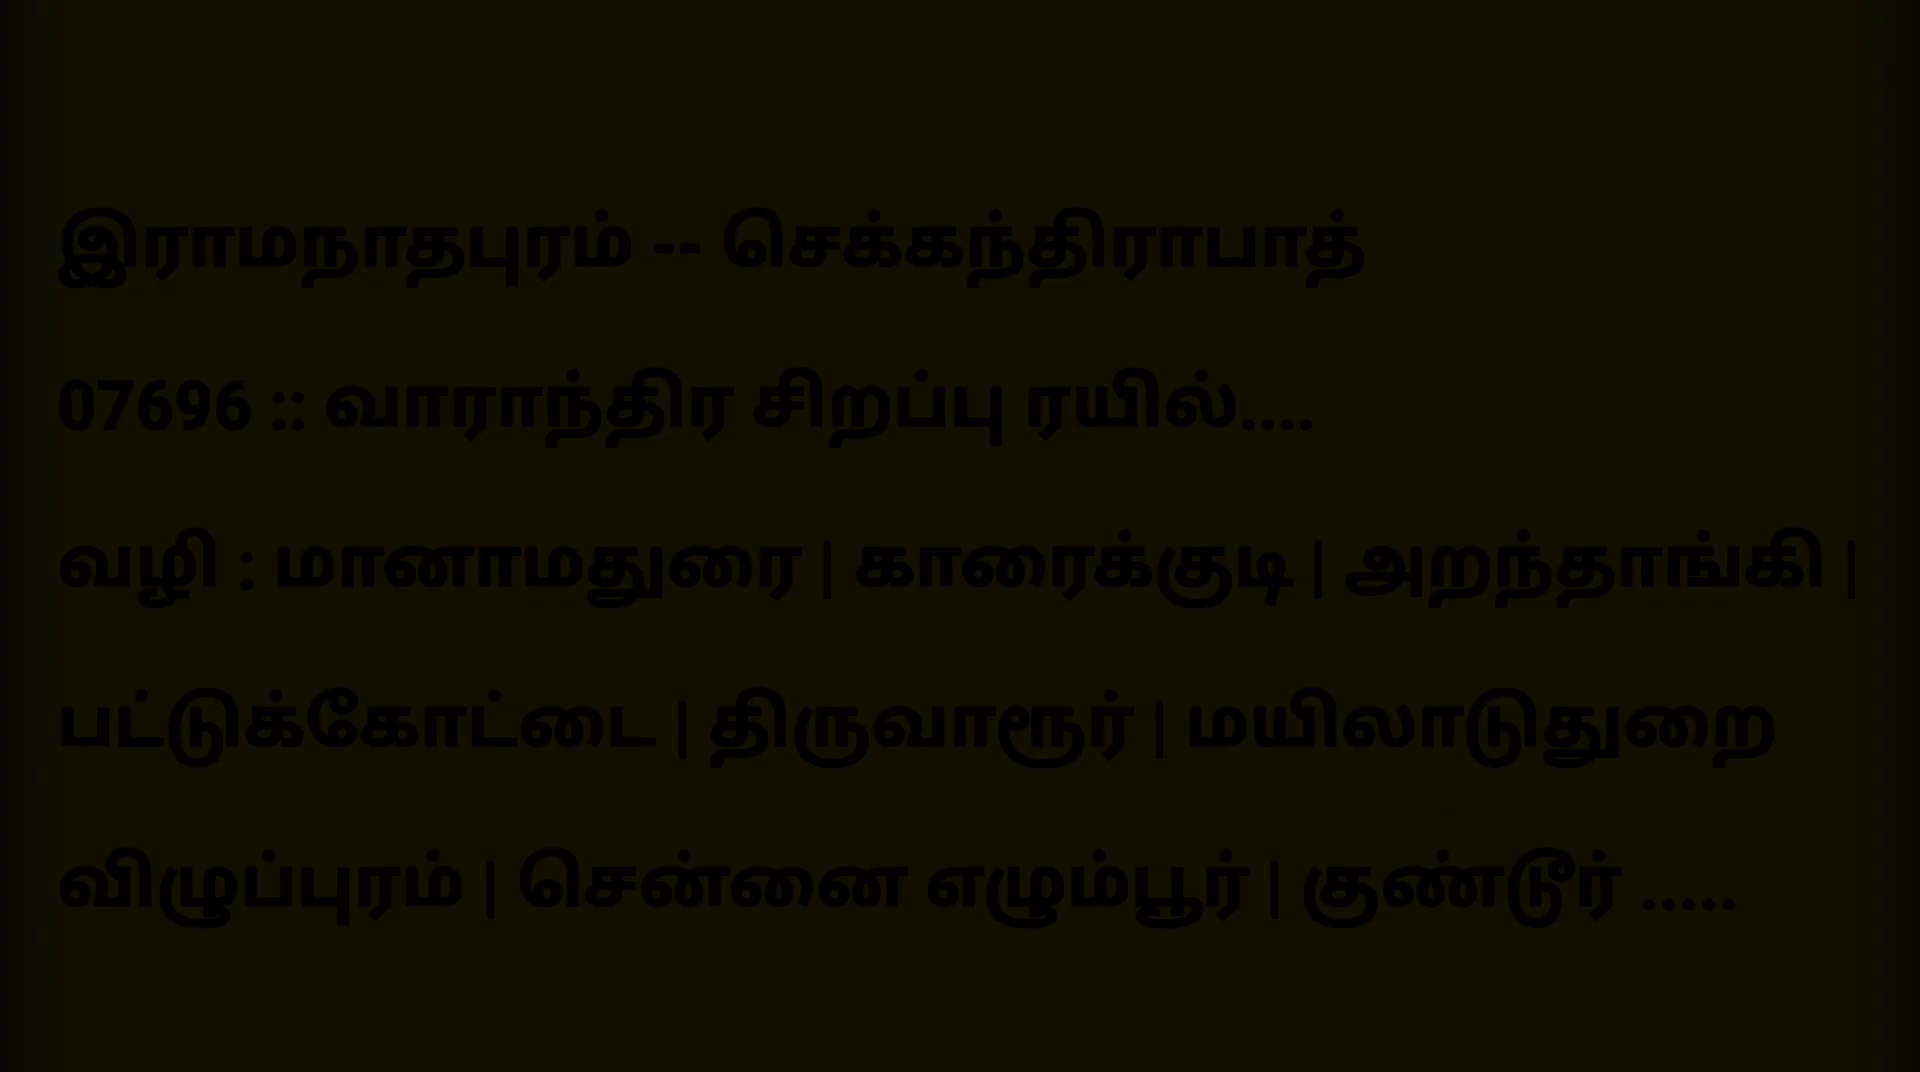 இராமநாதபுரம் -- செக்கந்திராபாத்
07696 :: வாராந்திர சிறப்பு ரயில்....
வழி : மானாமதுரை | காரைக்குடி | அறந்தாங்கி |
பட்டுக்கோட்டை | திருவாரூர் | மயிலாடுதுறை
விழுப்புரம் | சென்னை எழும்பூர் | குண்டூர் .....